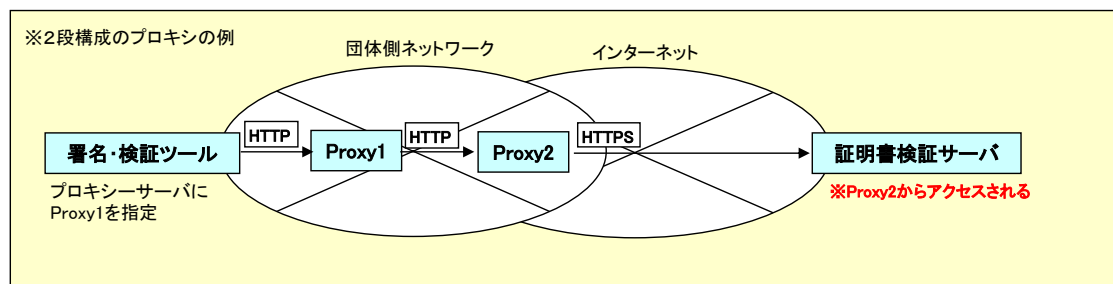 ※2段構成のプロキシの例
団体側ネットワーク
インターネット
HTTP
HTTP
HTTPS
署名・検証ツール
Proxy1
Proxy2
証明書検証サーバ
プロキシーサーバに
Proxy1を指定
※Proxy2からアクセスされる